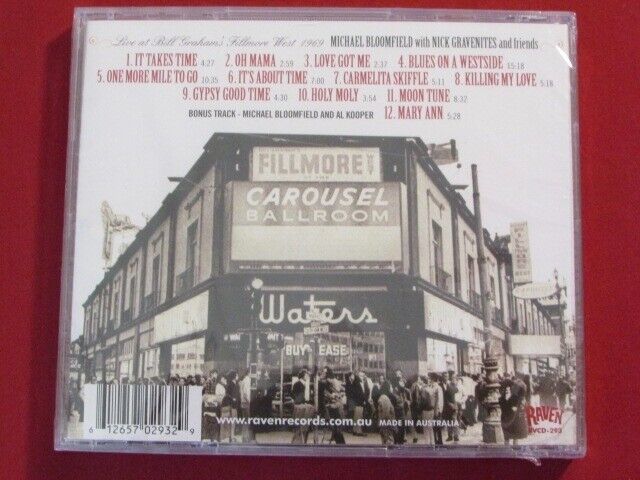 Live at Bill Graham's Fillmore West 1969 MICHAEL BLOOMFIELD with NICK GRAVENITES and friends
1. IT TAKES TIME 4:27 2. OH MAMA 2:59 3. LOVE GOT ME 2:37 4. BLUES ON A WESTSIDE 15:18
5. ONE MORE MILE TO GO 10:35 6. IT'S ABOUT TIME 7:00 7. CARMELITA SKIFFLE 5:11 8. KILLING MY LOVE 5:18
9. GYPSY GOOD TIME 4:30 10. HOLY MOLY 3:54 11. MOON TUNE 8:32
BONUS TRACK - MICHAEL BLOOMFIELD AND AL KOOPER 12. MARY ANN 5:28
FILLMORE WEST
CAROUSEL
BALLROOM
Waters
BUY LEASE
6 12657 02932 9
www.ravenrecords.com.au MADE IN AUSTRALIA
RAVEN
RVCD-293